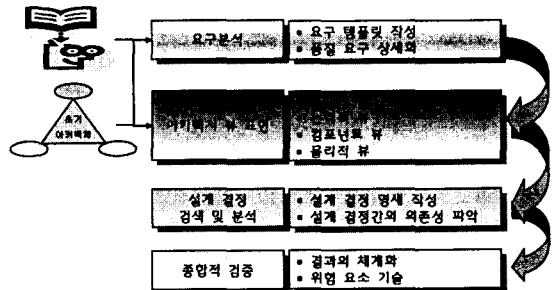 요구분석
▪ 요구 템플릿 작성
▪ 품질 요구 상세화
초기
아키텍처
아키텍처 뷰
뷰
▪ 컴포넌트 뷰
▪ 물리적 뷰
설계 결정
검색 및 분석
▪ 설계 결정 명세 작성
▪ 설계 결정간의 의존성 파악
종합적 검증
▪ 결과의 체계화
▪ 위험 요소 기술